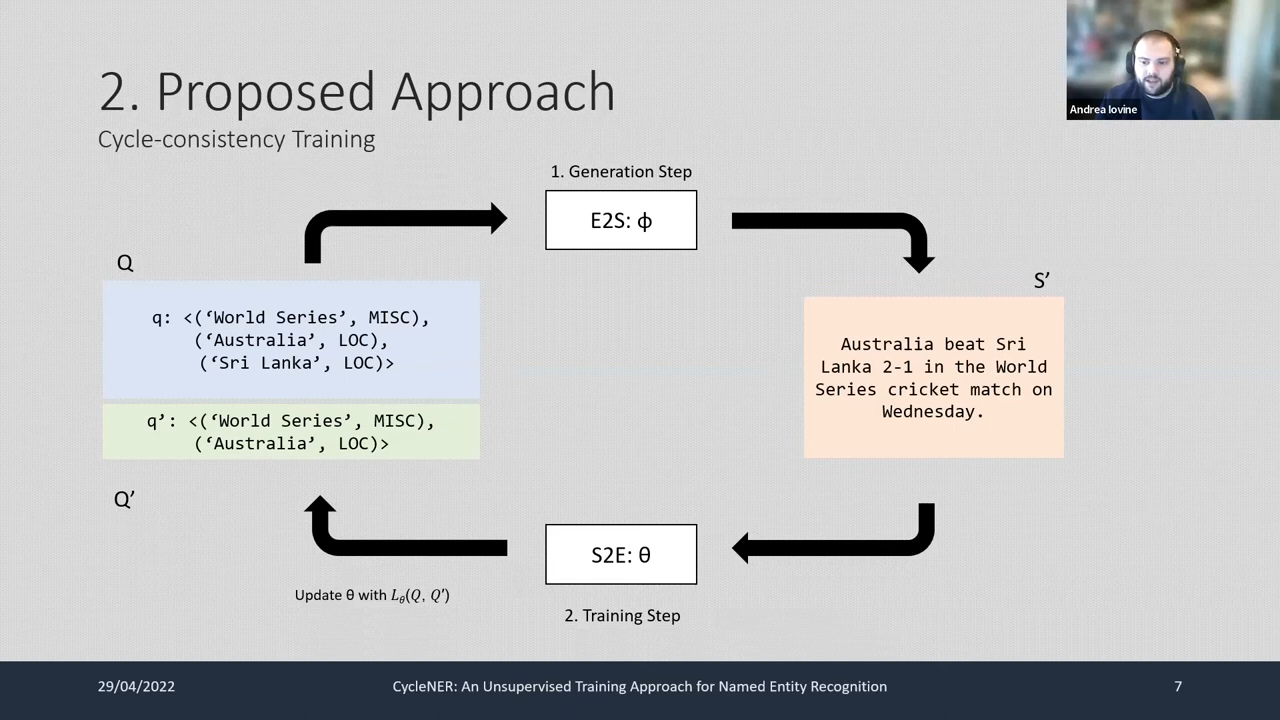 2. Proposed Approach
Cycle-consistency Training
Andrea Iovine
1. Generation Step
E2S: ϕ
Q
S’
q: <(‘World Series’, MISC),
(‘Australia’, LOC),
(‘Sri Lanka’, LOC)>
Australia beat Sri
Lanka 2-1 in the World
Series cricket match on
Wednesday.
q’: <(‘World Series’, MISC),
(‘Australia’, LOC)>
Q’
S2E: θ
Update θ with Lθ(Q, Q′)
2. Training Step
29/04/2022
CycleNER: An Unsupervised Training Approach for Named Entity Recognition
7